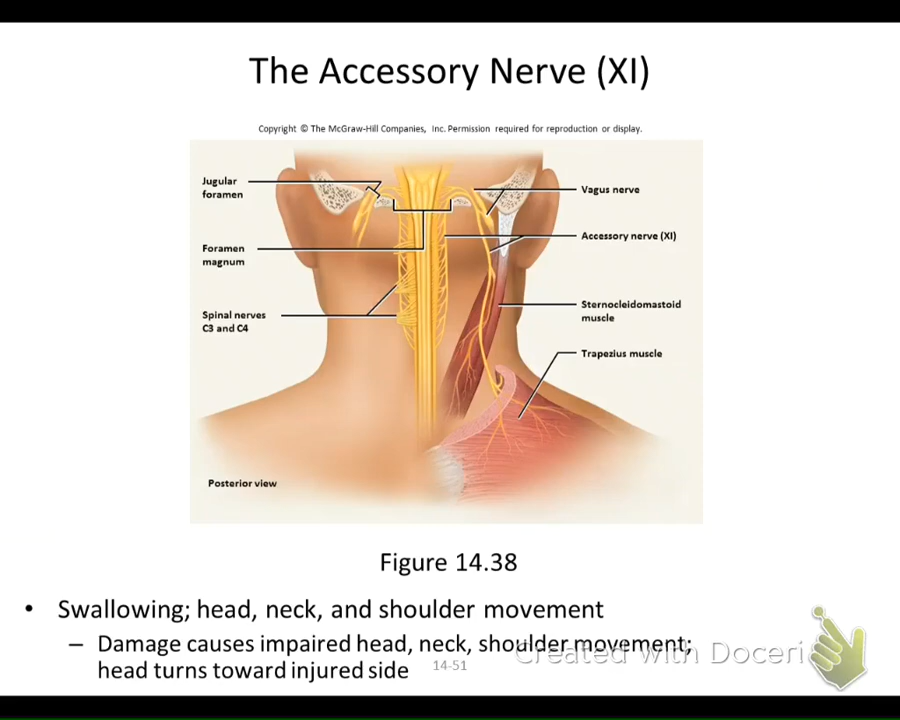 The Accessory Nerve (XI)
Copyright © The McGraw-Hill Companies, Inc. Permission required for reproduction or display.
Jugular
foramen
Vagus nerve
Foramen
magnum
Accessory nerve (XI)
Spinal nerves
C3 and C4
Sternocleidomastoid
muscle
Trapezius muscle
Posterior view
Figure 14.38
• Swallowing; head, neck, and shoulder movement
– Damage causes impaired head, neck, shoulder movement;
head turns toward injured side
14-51
Created with Doceri